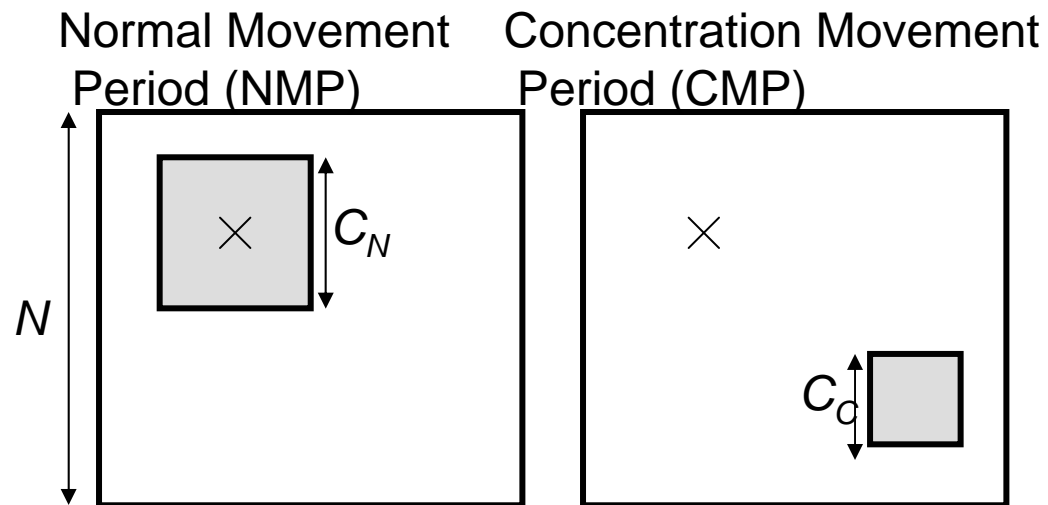 Normal Movement
Period (NMP)
Concentration Movement
Period (CMP)
N
C_N
C_C